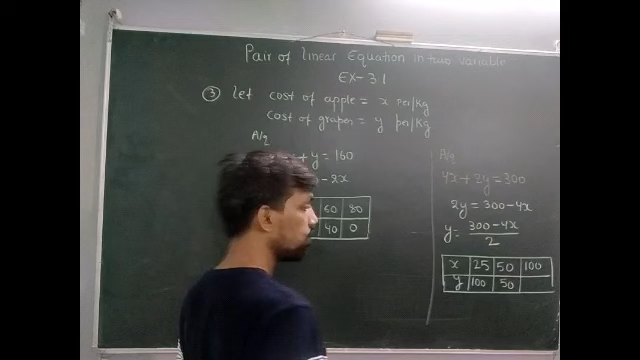 Pair of linear Equation in two variable
EX-3.1
③ Let cost of apple = x per/kg
cost of grapes = y per/kg
A/q
+ y = 160
- 2x
60 80
40 0
A/q
4x + 2y = 300
2y = 300 - 4x
y = 300 - 4x
2
x 25 50 100
y 100 50